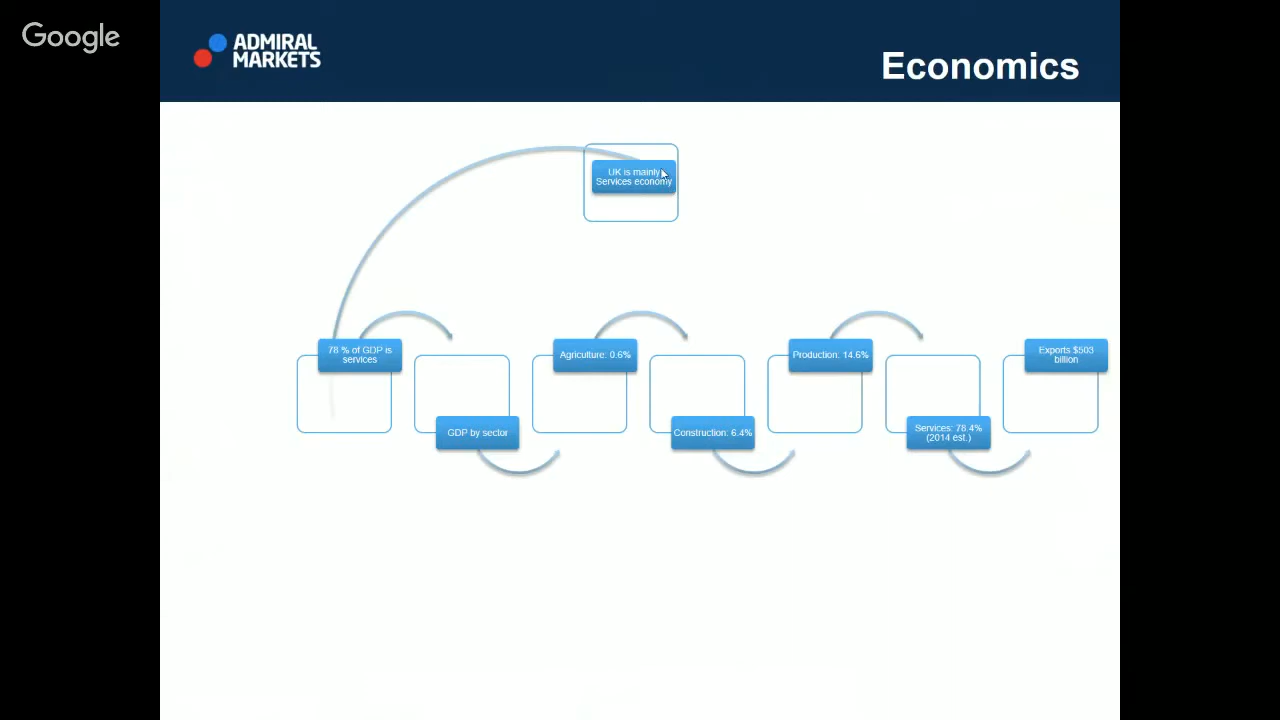 Google
ADMIRAL
MARKETS
Economics
UK is mainly
Services economy
78 % of GDP is
services
GDP by sector
Agriculture: 0.6%
Construction: 6.4%
Production: 14.6%
Services: 78.4%
(2014 est.)
Exports $503
billion